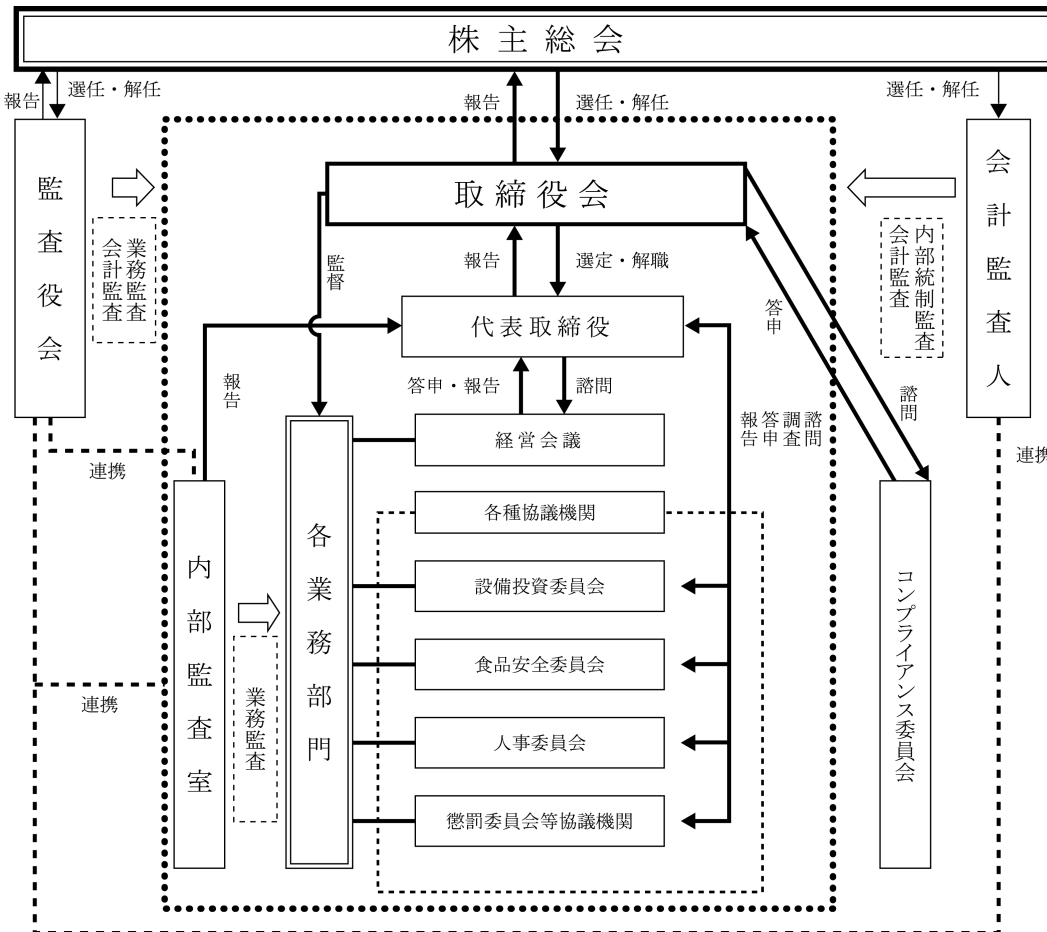 株主総会
報告
選任・解任
報告
選任・解任
選任・解任
監査役会
業務監査
会計監査
取締役会
会計監査人
内部統制監査
会計監査
監督
報告
選定・解職
代表取締役
答申
諮問
報告
答申・報告
諮問
諮問
調査
答申
報告
経営会議
連携
連携
各種協議機関
内部監査室
業務監査
各業務部門
設備投資委員会
食品安全委員会
人事委員会
懲罰委員会等協議機関
コンプライアンス委員会
連携